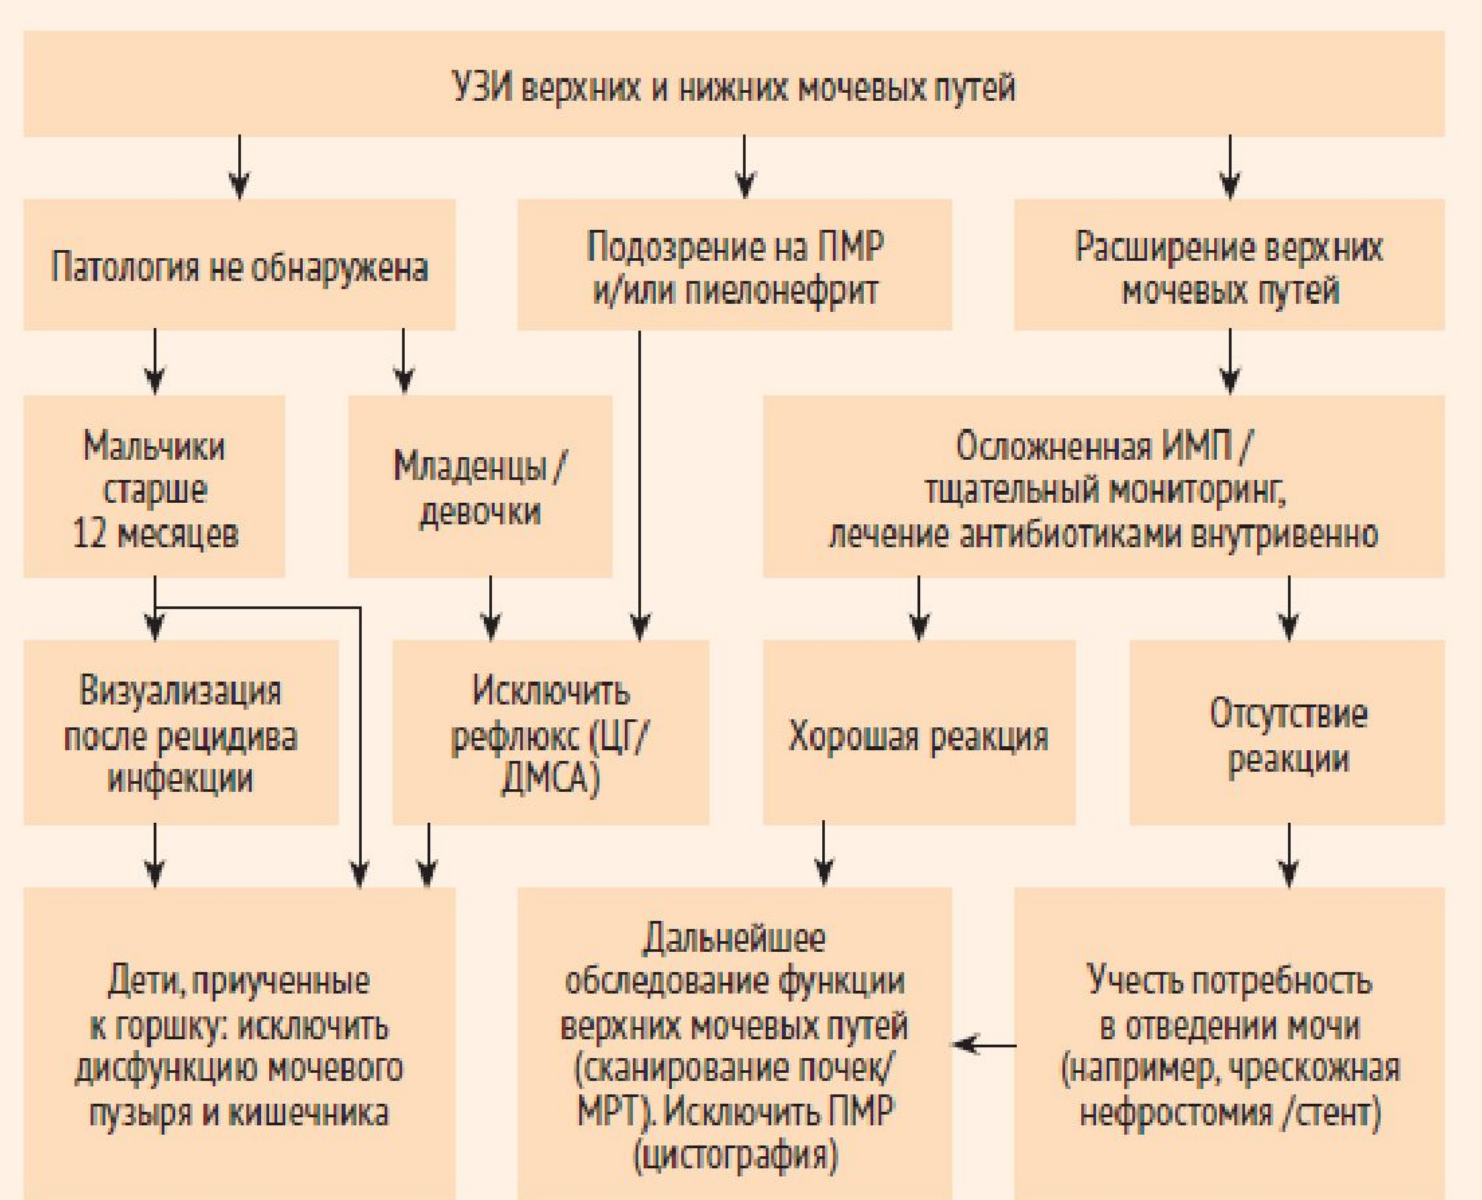 УЗИ верхних и нижних мочевых путей
Патология не обнаружена
Подозрение на ПМР
и/или пиелонефрит
Расширение верхних
мочевых путей
Мальчики
старше
12 месяцев
Младенцы /
девочки
Осложненная ИМП /
тщательный мониторинг,
лечение антибиотиками внутривенно
Визуализация
после рецидива
инфекции
Исключить
рефлюкс (ЦГ/
ДМСА)
Хорошая реакция
Отсутствие
реакции
Дети, приученные
к горшку: исключить
дисфункцию мочевого
пузыря и кишечника
Дальнейшее
обследование функции
верхних мочевых путей
(сканирование почек/
МРТ). Исключить ПМР
(цистография)
Учесть потребность
в отведении мочи
(например, чрескожная
нефростомия /стент)